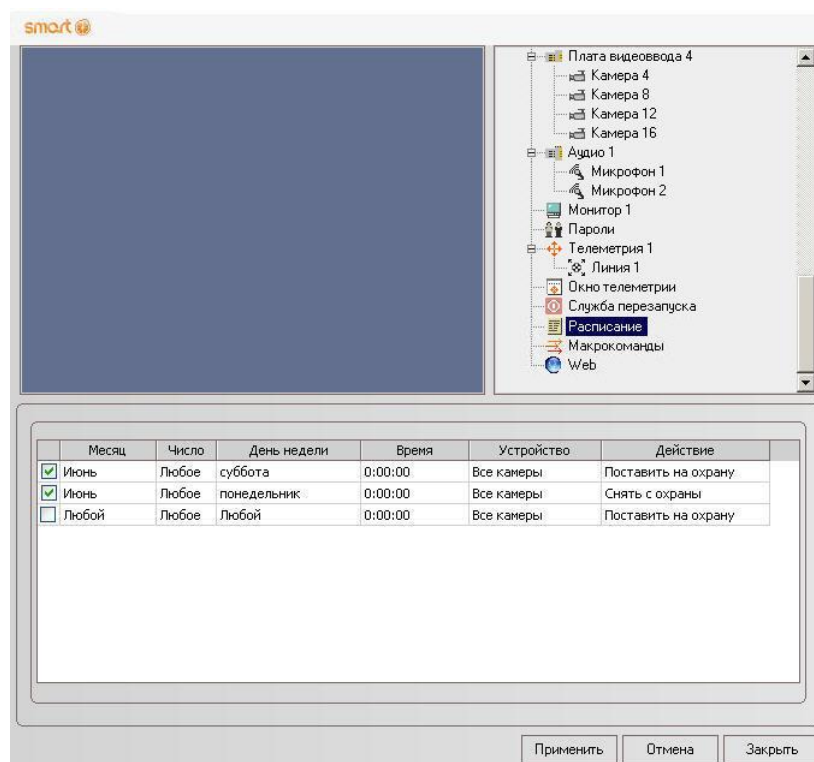 smart
Плата видеоввода 4
Камера 4
Камера 8
Камера 12
Камера 16
Аудио 1
Микрофон 1
Микрофон 2
Монитор 1
Пароли
Телеметрия 1
Линия 1
Окно телеметрии
Служба перезапуска
Расписание
Макрокоманды
Web
Месяц Число День недели Время Устройство Действие
Июнь Любое суббота 0:00:00 Все камеры Поставить на охрану
Июнь Любое понедельник 0:00:00 Все камеры Снять с охраны
Любой Любое Любой 0:00:00 Все камеры Поставить на охрану
Применить Отмена Закрыть